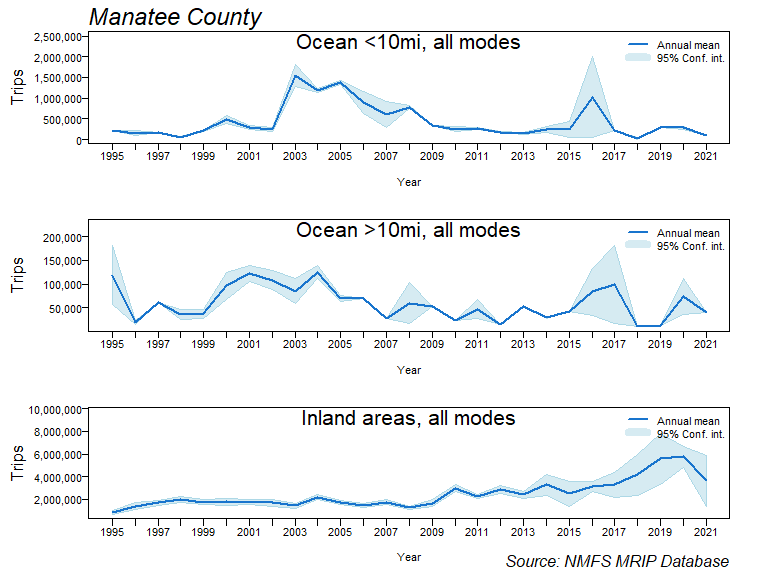 Manatee County
Ocean <10mi, all modes
Annual mean
95% Conf. int.
Trips
2,500,000
2,000,000
1,500,000
1,000,000
500,000
0
1995 1997 1999 2001 2003 2005 2007 2009 2011 2013 2015 2017 2019 2021
Year
Ocean >10mi, all modes
Annual mean
95% Conf. int.
Trips
200,000
150,000
100,000
50,000
1995 1997 1999 2001 2003 2005 2007 2009 2011 2013 2015 2017 2019 2021
Year
Inland areas, all modes
Annual mean
95% Conf. int.
Trips
10,000,000
8,000,000
6,000,000
4,000,000
2,000,000
1995 1997 1999 2001 2003 2005 2007 2009 2011 2013 2015 2017 2019 2021
Year
Source: NMFS MRIP Database